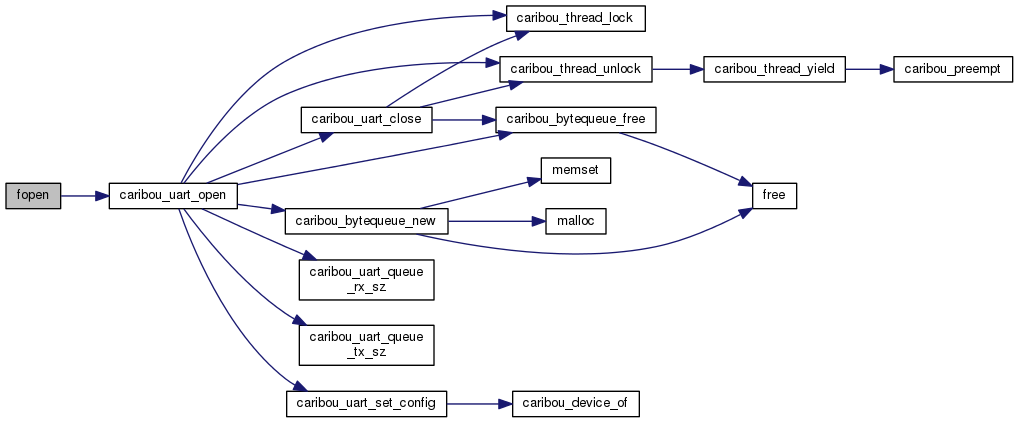 fopen
caribou_uart_open
caribou_thread_lock
caribou_thread_unlock
caribou_thread_yield
caribou_preempt
caribou_uart_close
caribou_bytequeue_free
memset
free
caribou_bytequeue_new
malloc
caribou_uart_queue
_rx_sz
caribou_uart_queue
_tx_sz
caribou_uart_set_config
caribou_device_of